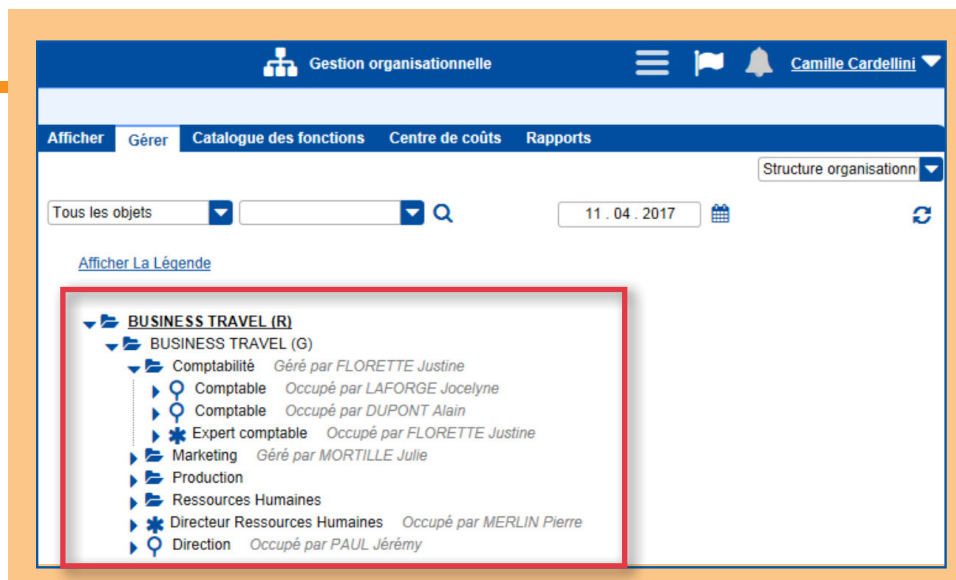 Gestion organisationnelle Camille Cardellini
Afficher Gérer Catalogue des fonctions Centre de coûts Rapports
Structure organisationn
Tous les objets 11 . 04 . 2017
Afficher La Légende
BUSINESS TRAVEL (R)
BUSINESS TRAVEL (G)
Comptabilité Géré par FLORETTE Justine
Comptable Occupé par LAFORGE Jocelyne
Comptable Occupé par DUPONT Alain
Expert comptable Occupé par FLORETTE Justine
Marketing Géré par MORTILLE Julie
Production
Ressources Humaines
Directeur Ressources Humaines Occupé par MERLIN Pierre
Direction Occupé par PAUL Jérémy